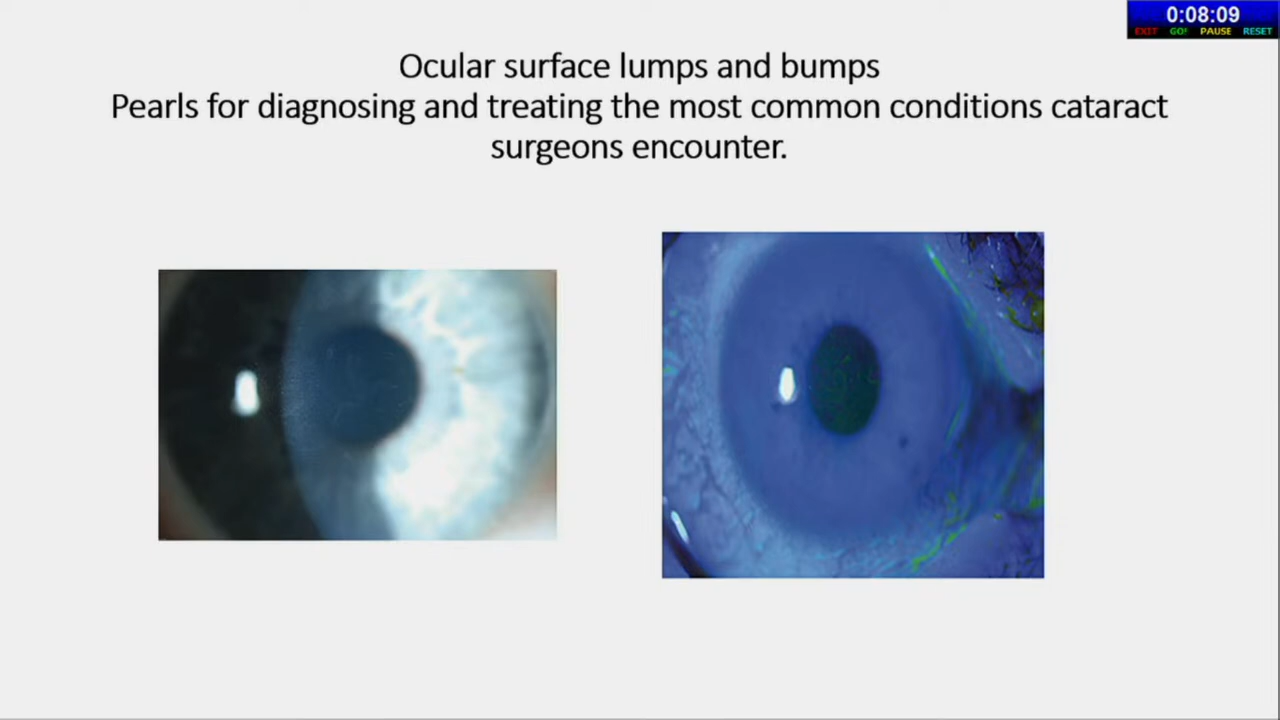 0:08:09
EXIT GO! PAUSE RESET
Ocular surface lumps and bumps
Pearls for diagnosing and treating the most common conditions cataract
surgeons encounter.